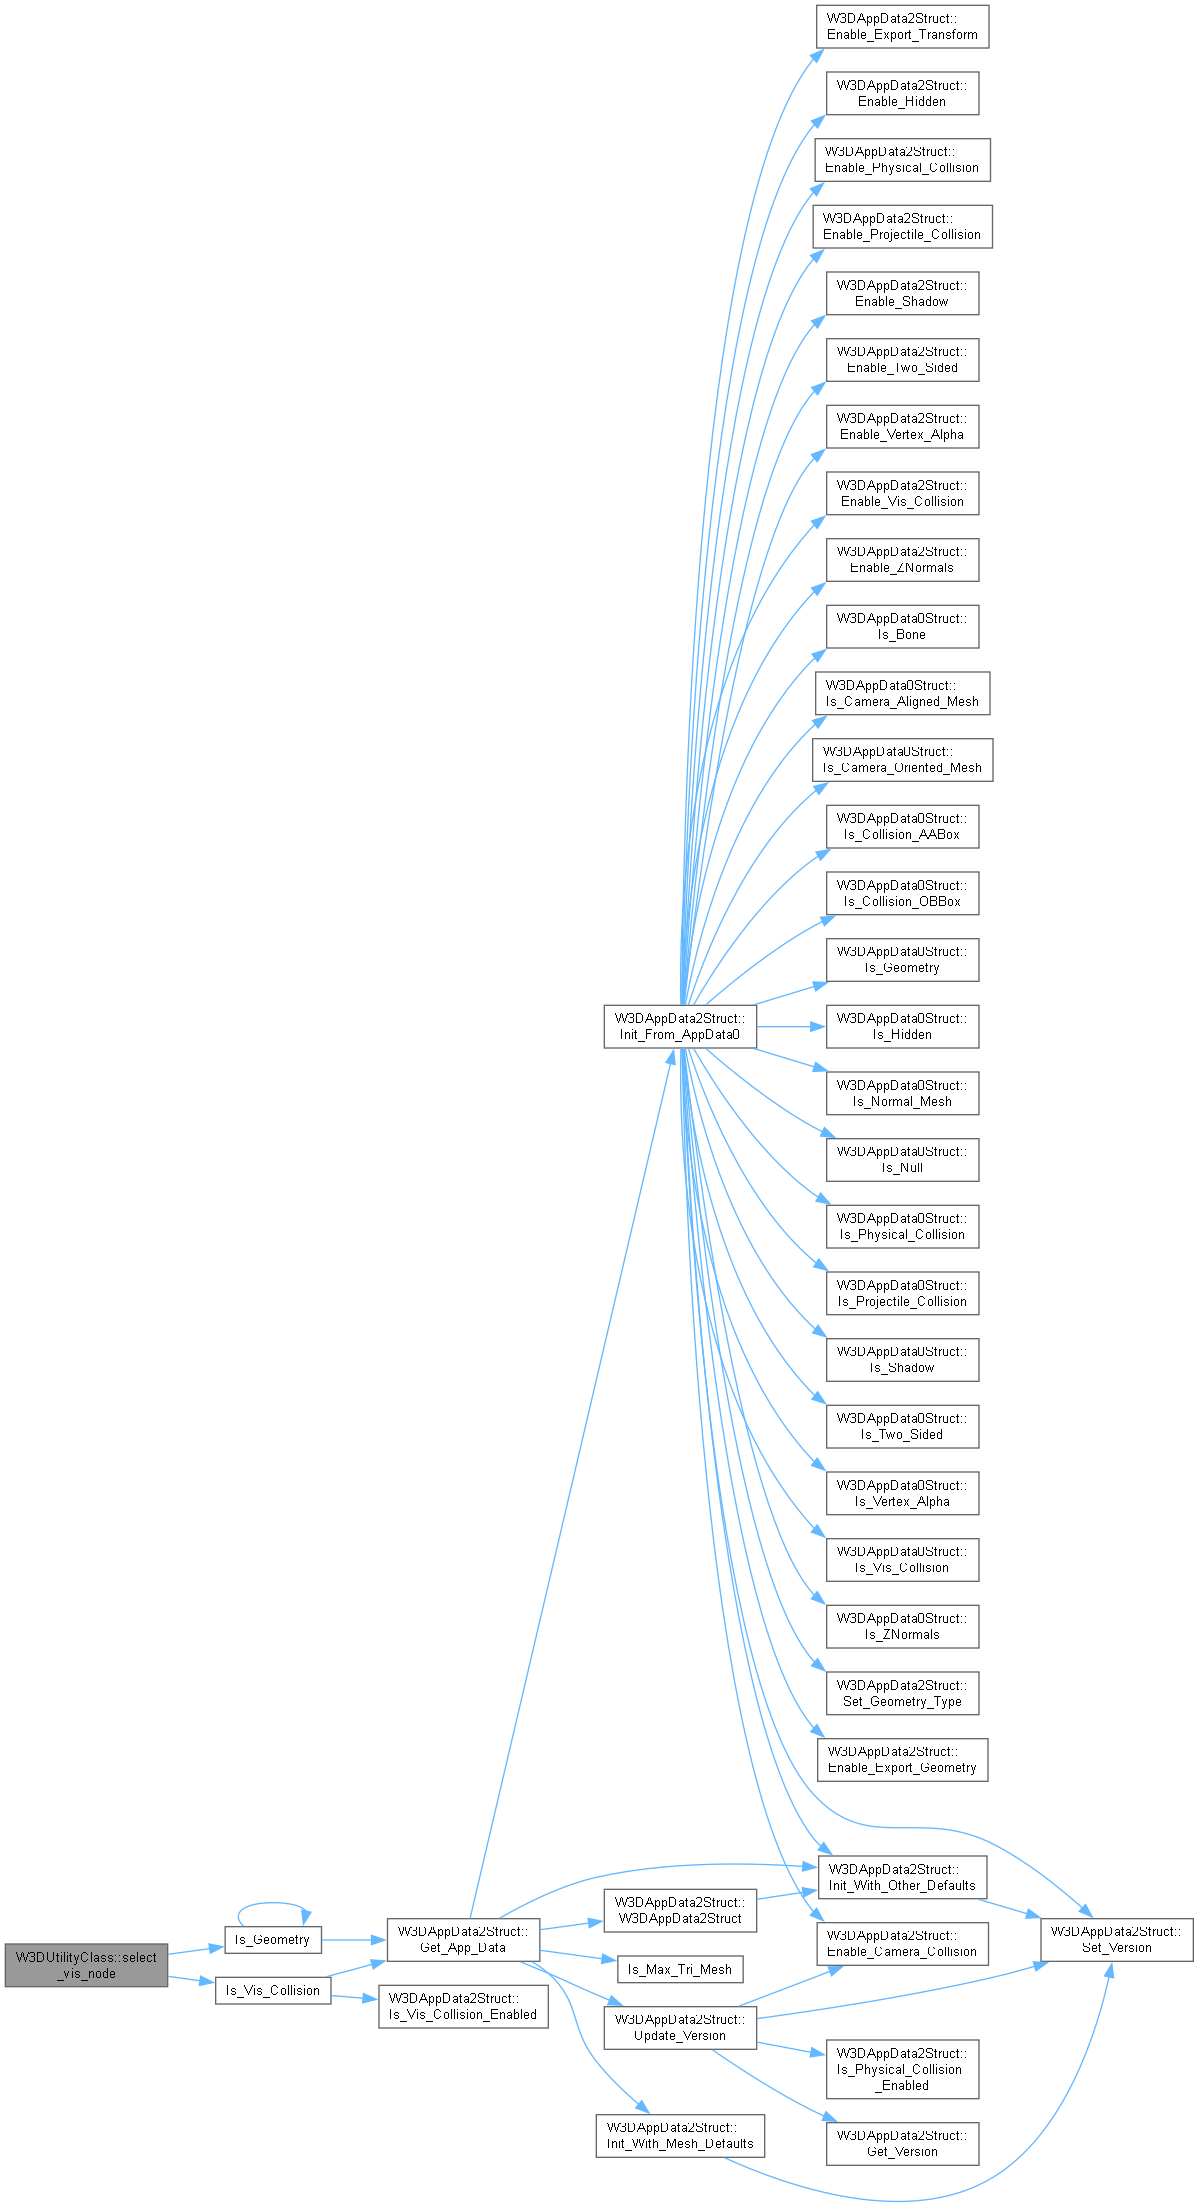 W3DAppData2Struct::
Enable_Export_Transform
W3DAppData2Struct::
Enable_Hidden
W3DAppData2Struct::
Enable_Physical_Collision
W3DAppData2Struct::
Enable_Projectile_Collision
W3DAppData2Struct::
Enable_Shadow
W3DAppData2Struct::
Enable_Two_Sided
W3DAppData2Struct::
Enable_Vertex_Alpha
W3DAppData2Struct::
Enable_Vis_Collision
W3DAppData2Struct::
Enable_ZNormals
W3DAppData0Struct::
Is_Bone
W3DAppData0Struct::
Is_Camera_Aligned_Mesh
W3DAppData0Struct::
Is_Camera_Oriented_Mesh
W3DAppData0Struct::
Is_Collision_AABox
W3DAppData0Struct::
Is_Collision_OBBox
W3DAppData0Struct::
Is_Geometry
W3DAppData2Struct::
Init_From_AppData0
W3DAppData0Struct::
Is_Hidden
W3DAppData0Struct::
Is_Normal_Mesh
W3DAppData0Struct::
Is_Null
W3DAppData0Struct::
Is_Physical_Collision
W3DAppData0Struct::
Is_Projectile_Collision
W3DAppData0Struct::
Is_Shadow
W3DAppData0Struct::
Is_Two_Sided
W3DAppData0Struct::
Is_Vertex_Alpha
W3DAppData0Struct::
Is_Vis_Collision
W3DAppData0Struct::
Is_ZNormals
W3DAppData2Struct::
Set_Geometry_Type
W3DAppData2Struct::
Enable_Export_Geometry
W3DAppData2Struct::
Init_With_Other_Defaults
W3DAppData2Struct::
W3DAppData2Struct
W3DAppData2Struct::
Enable_Camera_Collision
W3DAppData2Struct::
Set_Version
W3DAppData2Struct::
Get_App_Data
Is_Geometry
W3DUtilityClass::select
_vis_node
Is_Max_Tri_Mesh
Is_Vis_Collision
W3DAppData2Struct::
Is_Vis_Collision_Enabled
W3DAppData2Struct::
Update_Version
W3DAppData2Struct::
Is_Physical_Collision
_Enabled
W3DAppData2Struct::
Init_With_Mesh_Defaults
W3DAppData2Struct::
Get_Version